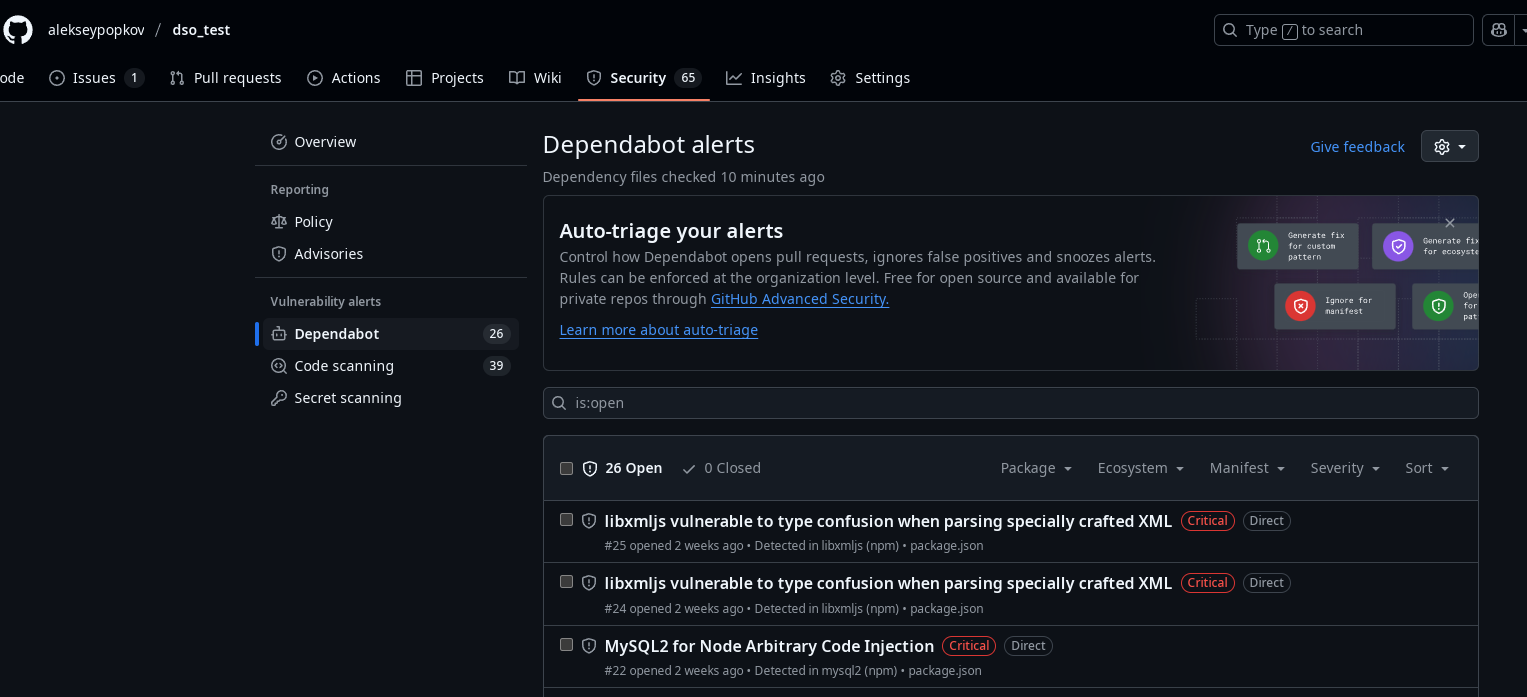 alekseypopkov / dso_test
Type / to search
ode Issues 1 Pull requests Actions Projects Wiki Security 65 Insights Settings
Overview
Reporting
Policy
Advisories
Vulnerability alerts
Dependabot 26
Code scanning 39
Secret scanning
Dependabot alerts
Give feedback
Dependency files checked 10 minutes ago
Auto-triage your alerts
Control how Dependabot opens pull requests, ignores false positives and snoozes alerts.
Rules can be enforced at the organization level. Free for open source and available for
private repos through GitHub Advanced Security.
Learn more about auto-triage
Generate fix
for custom
pattern
Generate fix
for ecosyste
Ignore for
manifest
Ope
for
pat
is:open
26 Open 0 Closed Package Ecosystem Manifest Severity Sort
libxmljs vulnerable to type confusion when parsing specially crafted XML Critical Direct
#25 opened 2 weeks ago • Detected in libxmljs (npm) • package.json
libxmljs vulnerable to type confusion when parsing specially crafted XML Critical Direct
#24 opened 2 weeks ago • Detected in libxmljs (npm) • package.json
MySQL2 for Node Arbitrary Code Injection Critical Direct
#22 opened 2 weeks ago • Detected in mysql2 (npm) • package.json